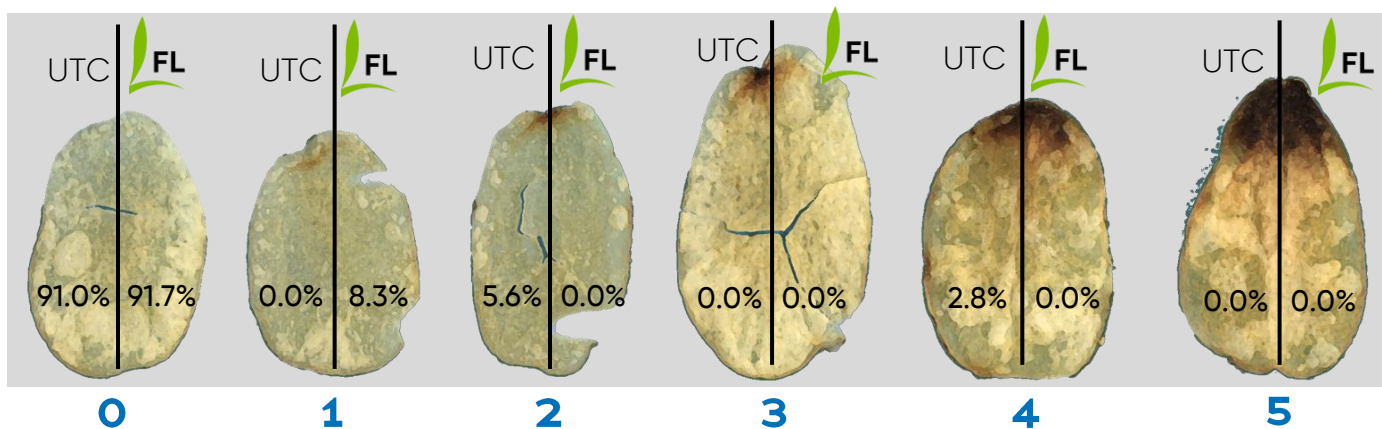 UTC FL
UTC FL
UTC FL
UTC FL
UTC FL
UTC FL
91.0% 91.7%
0.0% 8.3%
5.6% 0.0%
0.0% 0.0%
2.8% 0.0%
0.0% 0.0%
0 1 2 3 4 5